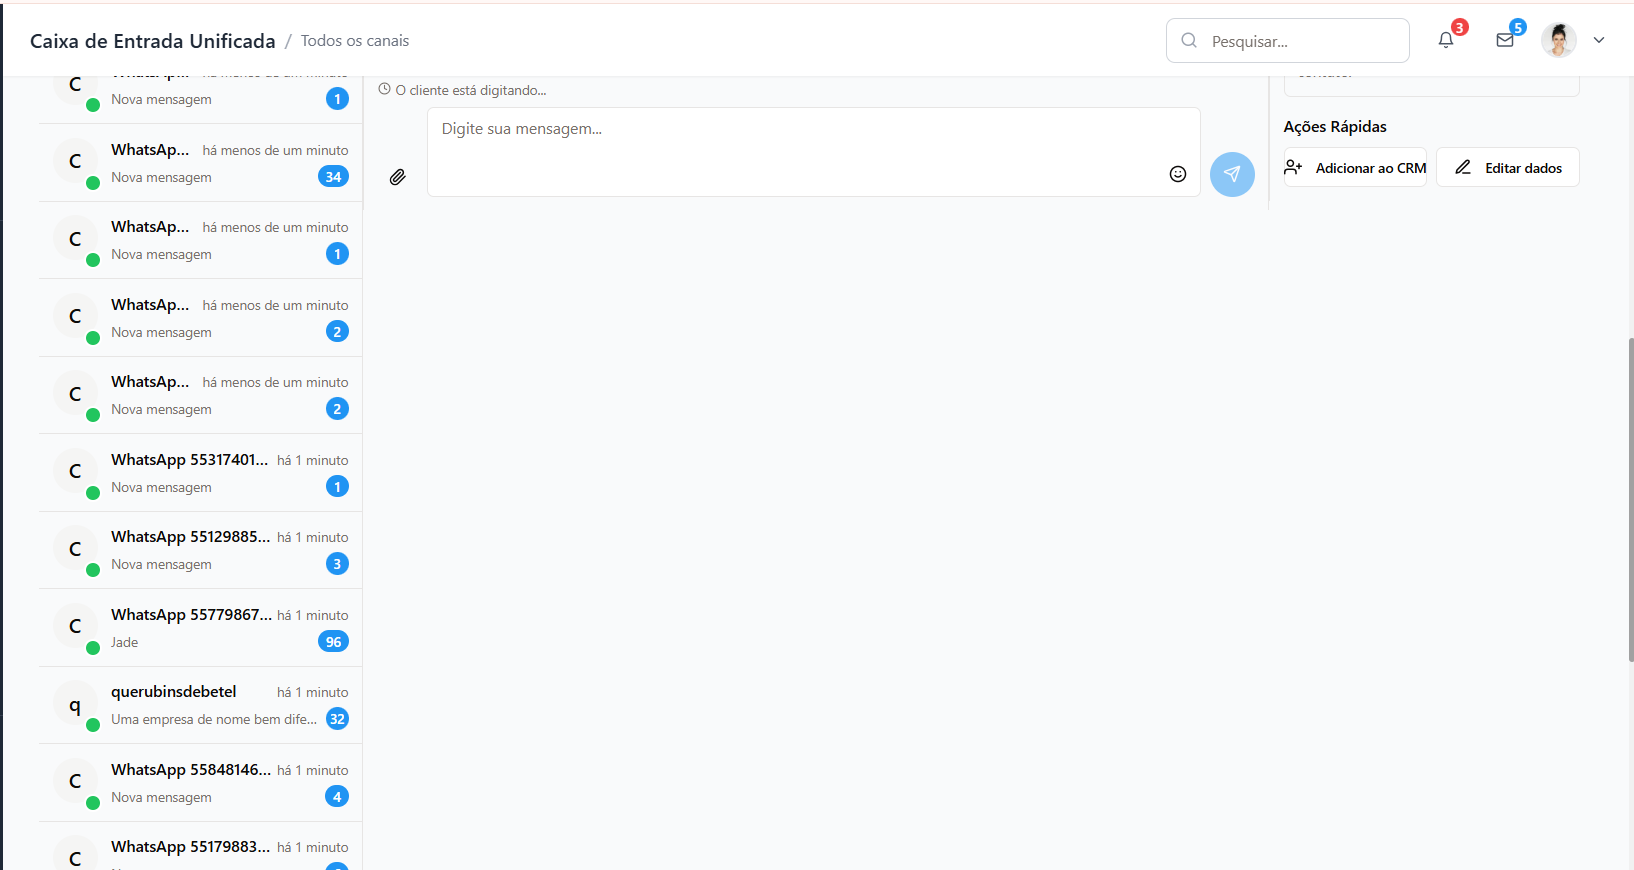 Caixa de Entrada Unificada / Todos os canais
Pesquisar...
3
5
C
Nova mensagem
1
C
WhatsAp... há menos de um minuto
Nova mensagem
34
C
WhatsAp... há menos de um minuto
Nova mensagem
1
C
WhatsAp... há menos de um minuto
Nova mensagem
2
C
WhatsAp... há menos de um minuto
Nova mensagem
2
C
WhatsApp 55317401... há 1 minuto
Nova mensagem
1
C
WhatsApp 55129885... há 1 minuto
Nova mensagem
3
C
WhatsApp 55779867... há 1 minuto
Jade
96
q
querubinsdebetel há 1 minuto
Uma empresa de nome bem dife...
32
C
WhatsApp 55848146... há 1 minuto
Nova mensagem
4
C
WhatsApp 55179883... há 1 minuto
O cliente está digitando...
Digite sua mensagem...
Ações Rápidas
Adicionar ao CRM
Editar dados